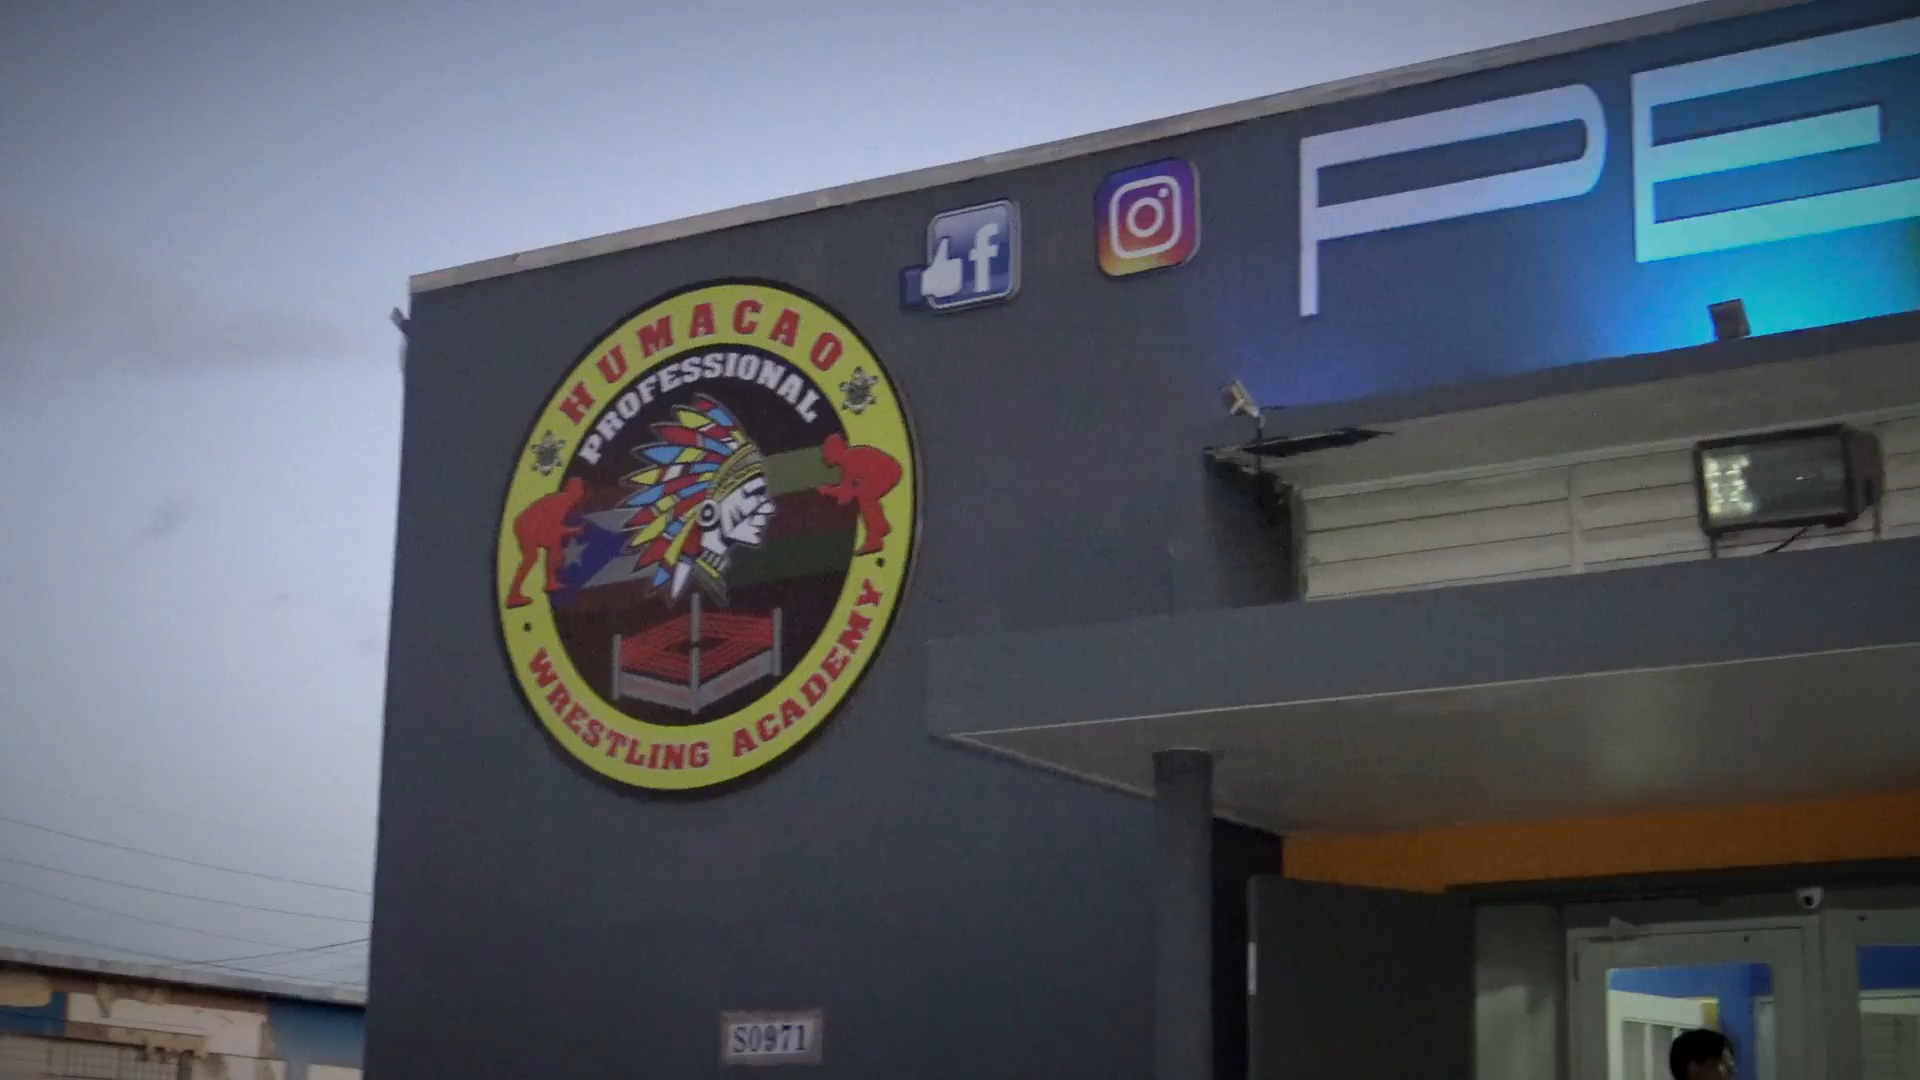 HUMACAO
PROFESSIONAL
WRESTLING ACADEMY
f
PE
S0971